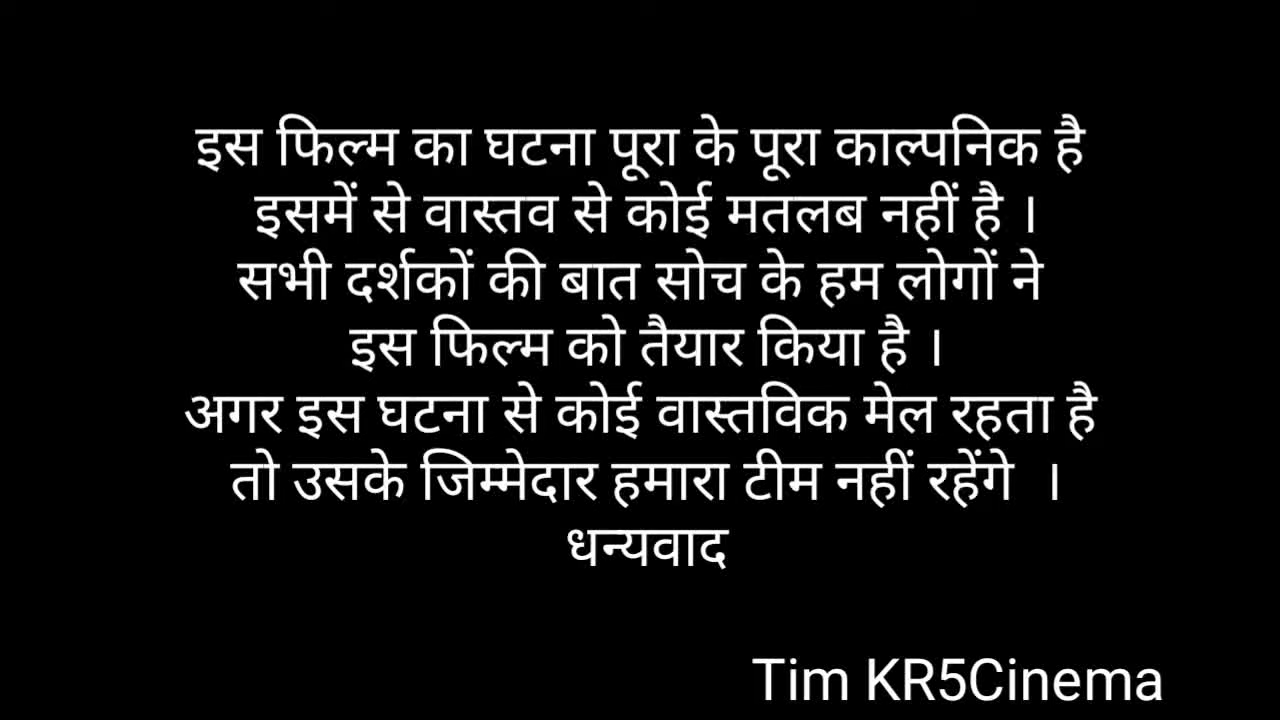 इस फिल्म का घटना पूरा के पूरा काल्पनिक है
इसमें से वास्तव से कोई मतलब नहीं है ।
सभी दर्शकों की बात सोच के हम लोगों ने
इस फिल्म को तैयार किया है ।
अगर इस घटना से कोई वास्तविक मेल रहता है
तो उसके जिम्मेदार हमारा टीम नहीं रहेंगे ।
धन्यवाद
Tim KR5Cinema